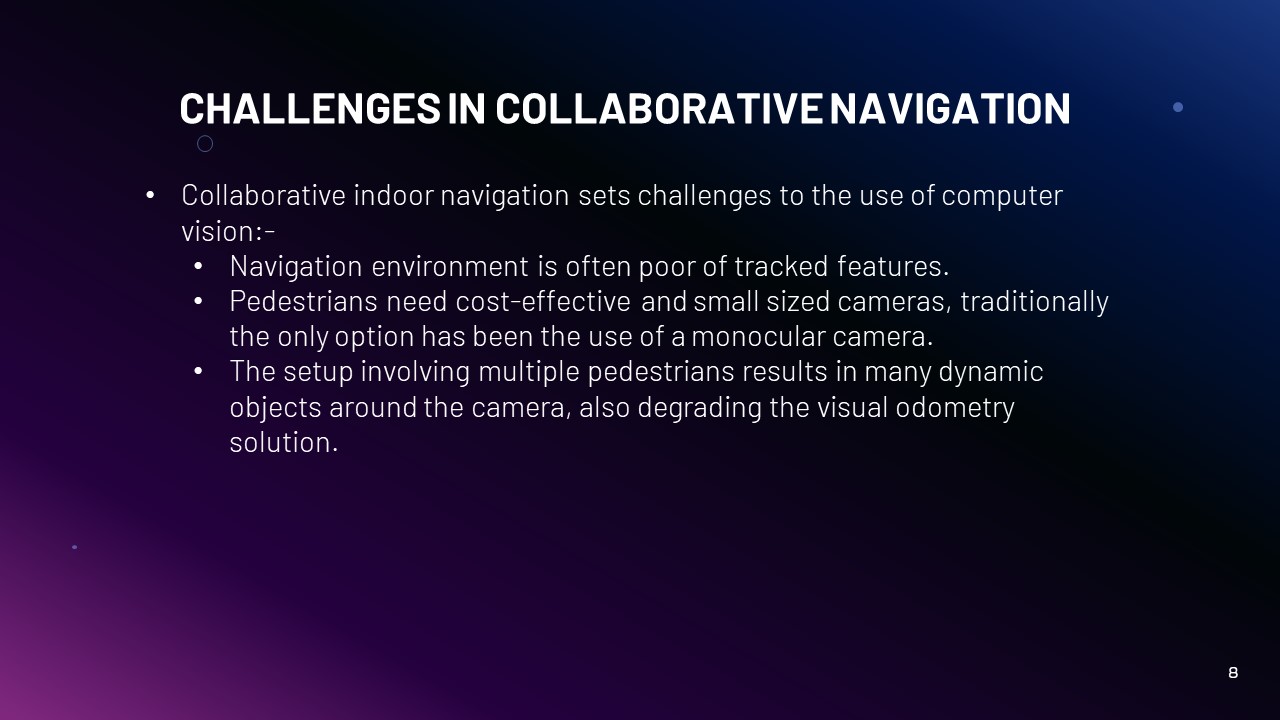 CHALLENGES IN COLLABORATIVE NAVIGATION
• Collaborative indoor navigation sets challenges to the use of computer
vision:-
• Navigation environment is often poor of tracked features.
• Pedestrians need cost-effective and small sized cameras, traditionally
the only option has been the use of a monocular camera.
• The setup involving multiple pedestrians results in many dynamic
objects around the camera, also degrading the visual odometry
solution.
8